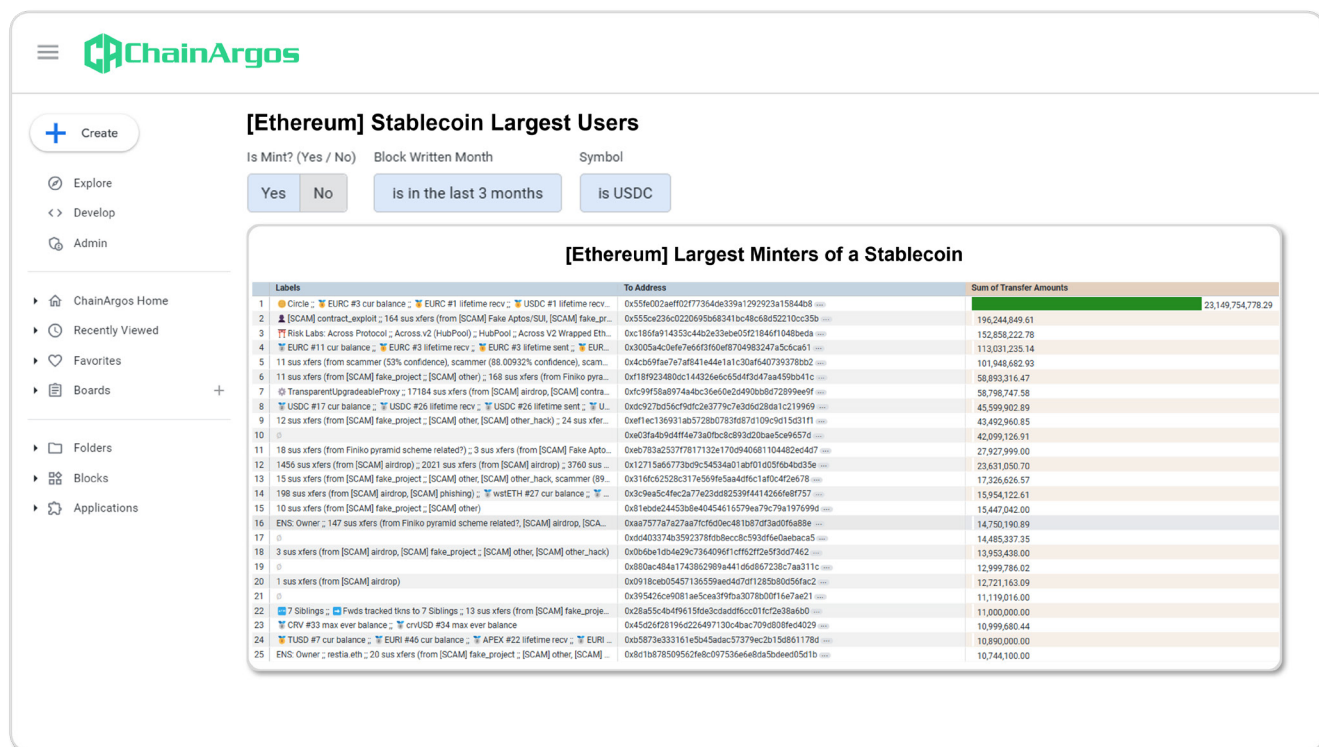 ChainArgos
Create
Explore
Develop
Admin
ChainArgos Home
Recently Viewed
Favorites
Boards
Folders
Blocks
Applications
[Ethereum] Stablecoin Largest Users
Is Mint? (Yes / No) Block Written Month Symbol
Yes No is in the last 3 months is USDC
[Ethereum] Largest Minters of a Stablecoin
Labels To Address Sum of Transfer Amounts
1 Circle ;; EURC #3 cur balance ;; EURC #1 lifetime recv ;; USDC #1 lifetime recv... 0x55fe002aeff02f77364de339a1292923a15844b8 23,149,754,778.29
2 [SCAM] contract_exploit ;; 164 sus xfers (from [SCAM] Fake Aptos/SUI, [SCAM] fake_pr... 0x555ce236c0220695b68341bc48c68d52210cc35b 196,244,849.61
3 Risk Labs: Across Protocol ;; Across.v2 (HubPool) ;; HubPool ;; Across V2 Wrapped Eth... 0xc186fa914353c44b2e33ebe05f21846f1048beda 152,858,222.78
4 EURC #11 cur balance ;; EURC #3 lifetime recv ;; EURC #3 lifetime sent ;; EUR... 0x3005a4c0efe7e66f3f60ef8704983247a5c6ca61 113,031,235.14
5 11 sus xfers (from scammer (53% confidence), scammer (88.00932% confidence), scam... 0x4cb69fae7e7af841e44e1a1c30af640739378bb2 101,948,682.93
6 11 sus xfers (from [SCAM] fake_project ;; [SCAM] other) ;; 168 sus xfers (from Finiko pyra... 0xf18f923480dc144326e6c65d4f3d47aa459bb41c 58,893,316.47
7 TransparentUpgradeableProxy ;; 17184 sus xfers (from [SCAM] airdrop, [SCAM] contra... 0xfc99f58a8974a4bc36e60e2d490bb8d72899ee9f 58,798,747.58
8 USDC #17 cur balance ;; USDC #26 lifetime recv ;; USDC #26 lifetime sent ;; U... 0xdc927bd56cf9dfc2e3779c7e3d6d28da1c219969 45,599,902.89
9 12 sus xfers (from [SCAM] fake_project ;; [SCAM] other, [SCAM] other_hack) ;; 24 sus xfer... 0xef1ec136931ab5728b0783fd87d109c9d15d31f1 43,492,960.85
10 ∅ 0xe03fa4b9d4ff4e73a0fbc8c893d20bae5ce9657d 42,099,126.91
11 18 sus xfers (from Finiko pyramid scheme related?) ;; 3 sus xfers (from [SCAM] Fake Apto... 0xeb783a2537f7817132e170d940681104482ed4d7 27,927,999.00
12 1456 sus xfers (from [SCAM] airdrop) ;; 2021 sus xfers (from [SCAM] airdrop) ;; 3760 sus ... 0x12715a66773bd9c54534a01abf01d05f6b4bd35e 23,631,050.70
13 15 sus xfers (from [SCAM] fake_project ;; [SCAM] other, [SCAM] other_hack, scammer (89... 0x316fc62528c317e569fe5aa4df6c1af0c4f2e678 17,326,626.57
14 198 sus xfers (from [SCAM] airdrop, [SCAM] phishing) ;; wstETH #27 cur balance ;; ... 0x3c9ea5c4fec2a77e23dd82539f4414266fe8f757 15,954,122.61
15 10 sus xfers (from [SCAM] fake_project ;; [SCAM] other) 0x81ebde24453b8e40454616579ea79c79a197699d 15,447,042.00
16 ENS: Owner ;; 147 sus xfers (from Finiko pyramid scheme related?, [SCAM] airdrop, [SCA... 0xaa7577a7a27aa7fcf6d0ec481b87df3ad0f6a88e 14,750,190.89
17 ∅ 0xdd403374b3592378fdb8ecc8c593df6e0aebaca5 14,485,337.35
18 3 sus xfers (from [SCAM] airdrop, [SCAM] fake_project ;; [SCAM] other, [SCAM] other_hack) 0x0b6be1db4e29c7364096f1cff62ff2e5f3dd7462 13,953,438.00
19 ∅ 0x880ac484a1743862989a441d6d867238c7aa311c 12,999,786.02
20 1 sus xfers (from [SCAM] airdrop) 0x0918ceb05457136559aed4d7df1285b80d56fac2 12,721,163.09
21 ∅ 0x395426ce9081ae5cea3f9fba3078b00f16e7ae21 11,119,016.00
22 7 Siblings ;; Fwds tracked tkns to 7 Siblings ;; 13 sus xfers (from [SCAM] fake_proje... 0x28a55c4b4f9615fde3cdaddf6cc01fcf2e38a6b0 11,000,000.00
23 CRV #33 max ever balance ;; crvUSD #34 max ever balance 0x45d26f28196d226497130c4bac709d808fed4029 10,999,680.44
24 TUSD #7 cur balance ;; EURI #46 cur balance ;; APEX #22 lifetime recv ;; EURI ... 0xb5873e333161e5b45adac57379ec2b15d861178d 10,890,000.00
25 ENS: Owner ;; restia.eth ;; 20 sus xfers (from [SCAM] fake_project ;; [SCAM] other, [SCAM] ... 0x8d1b878509562fe8c097536e6e8da5bdeed05d1b 10,744,100.00